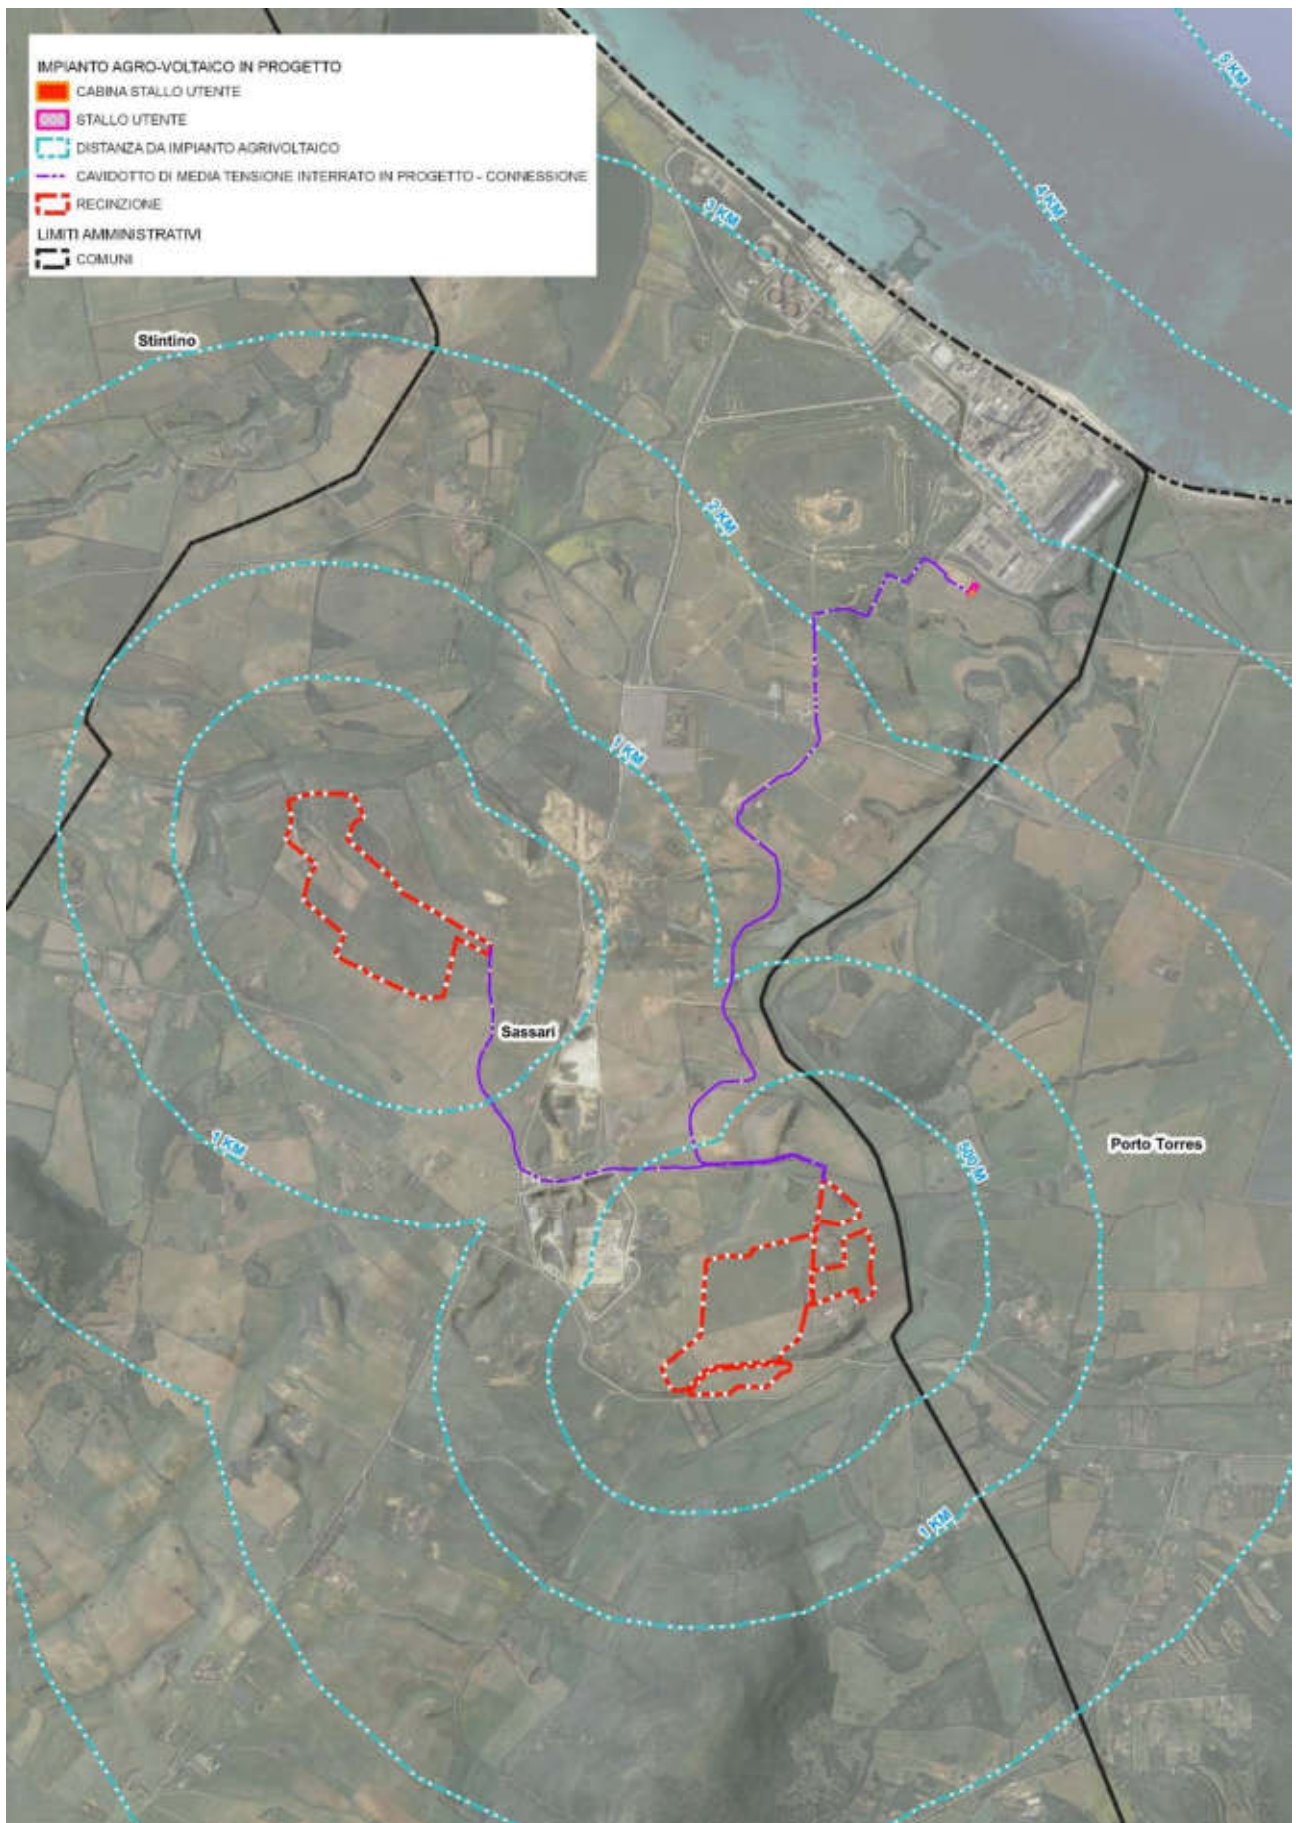 IMPIANTO AGRO-VOLTAICO IN PROGETTO
CABINA STALLO UTENTE
STALLO UTENTE
DISTANZA DA IMPIANTO AGRIVOLTAICO
CAVIDOTTO DI MEDIA TENSIONE INTERRATO IN PROGETTO - CONNESSIONE
RECINZIONE
LIMITI AMMINISTRATIVI
COMUNI
5 KM
4 KM
3 KM
Stintino
2 KM
1 KM
Sassari
1 KM
Porto Torres
500 M
1 KM